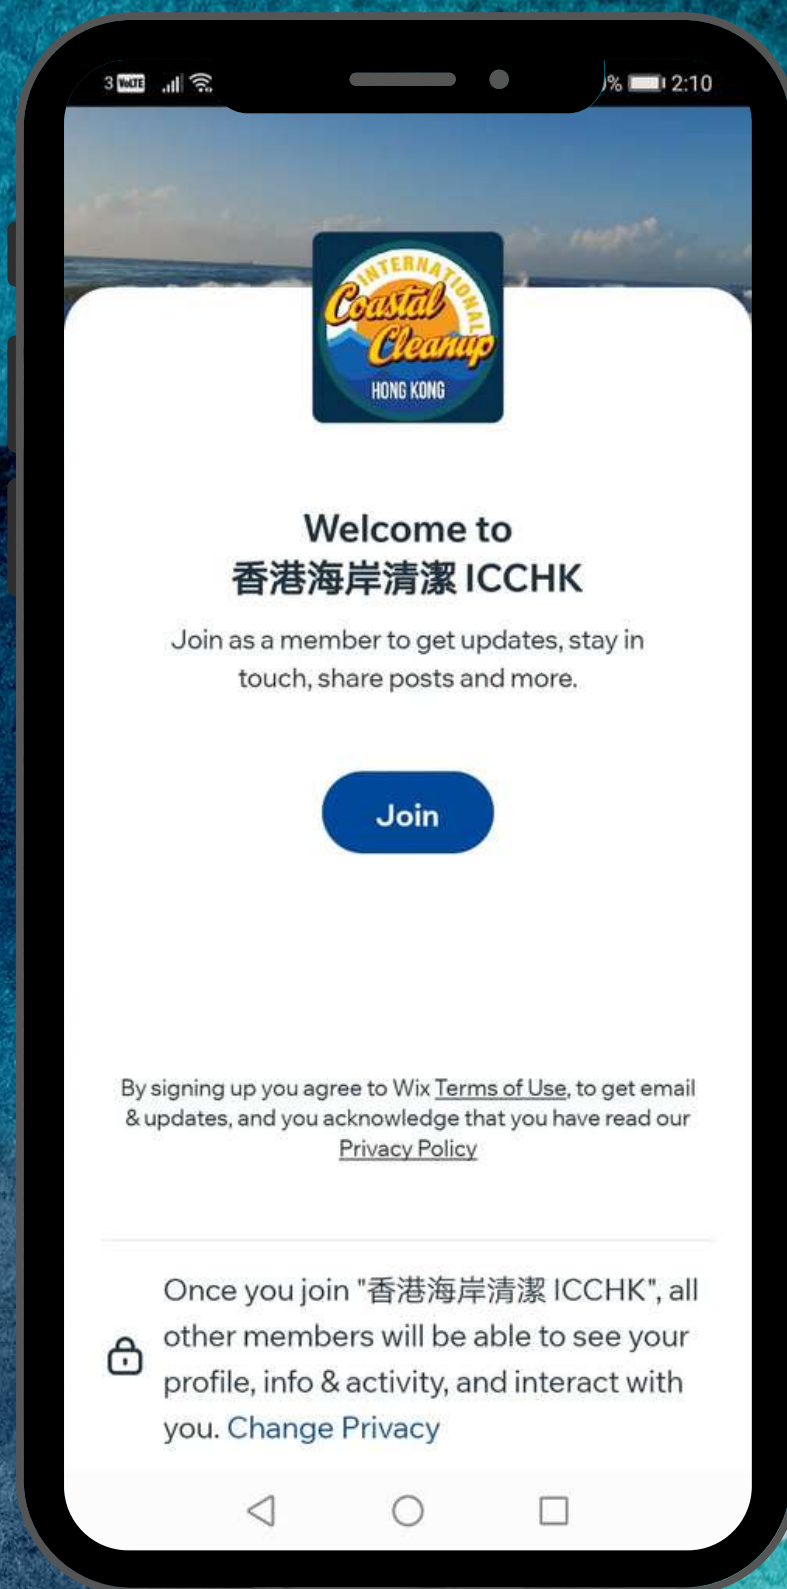 3 VoLTE % 2:10
INTERNATIONAL
Coastal
Cleanup
HONG KONG
Welcome to
香港海岸清潔 ICCHK
Join as a member to get updates, stay in
touch, share posts and more.
Join
By signing up you agree to Wix Terms of Use, to get email
& updates, and you acknowledge that you have read our
Privacy Policy
Once you join "香港海岸清潔 ICCHK", all
other members will be able to see your
profile, info & activity, and interact with
you. Change Privacy